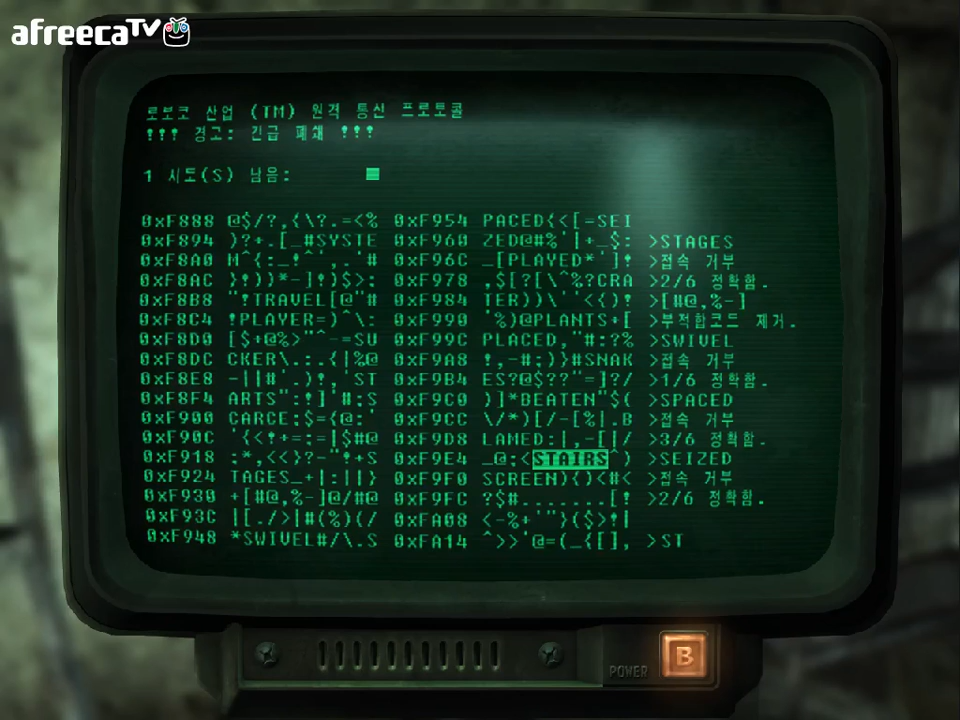 afreecaTV
로보코 산업 (TM) 원격 통신 프로토콜
!!! 경고: 긴급 폐쇄 !!!
1 시도(S) 남음: ■
0xF888 @$/?,{\?.=<% 0xF954 PACED{<[=SEI
0xF894 )?+.[_#SYSTE 0xF960 ZED@#%'|+_$: >STAGES
0xF8A0 M^{:_!^',.'# 0xF96C _[PLAYED*']! >접속 거부
0xF8AC }!))*-]!)$>: 0xF978 ,$[?[\^%?CRA >2/6 정확함.
0xF8B8 "!TRAVEL[@"# 0xF984 TER))\''<{)! >[#@,%-]
0xF8C4 !PLAYER=)^\: 0xF990 '%)@PLANTS+[ >부적합코드 제거.
0xF8D0 [$+@%>"^-=SU 0xF99C PLACED,"#:?% >SWIVEL
0xF8DC CKER\.:.{|%@ 0xF9A8 !,-#;)}#SNAK >접속 거부
0xF8E8 -||#'.)!,'ST 0xF9B4 ES?@$??"=]?/ >1/6 정확함.
0xF8F4 ARTS":!]'#;S 0xF9C0 )]*BEATEN"$( >SPACED
0xF900 CARCE:$={@:' 0xF9CC \/*)[/-[%|.B >접속 거부
0xF90C '{<!+=:=|$#@ 0xF9D8 LAMED:|,-[|/ >3/6 정확함.
0xF918 :*,<<}?-"!+S 0xF9E4 _@;<STAIRS^) >SEIZED
0xF924 TAGES_+|:||} 0xF9F0 SCREEN){)<#< >접속 거부
0xF930 +[#@,%-]@/#@ 0xF9FC ?$#.......[! >2/6 정확함.
0xF93C |[./>|#(%)(/ 0xFA08 <-%+'"}($>!|
0xF948 *SWIVEL#/\.S 0xFA14 ^>>'@=(_{[], >ST
POWER
B